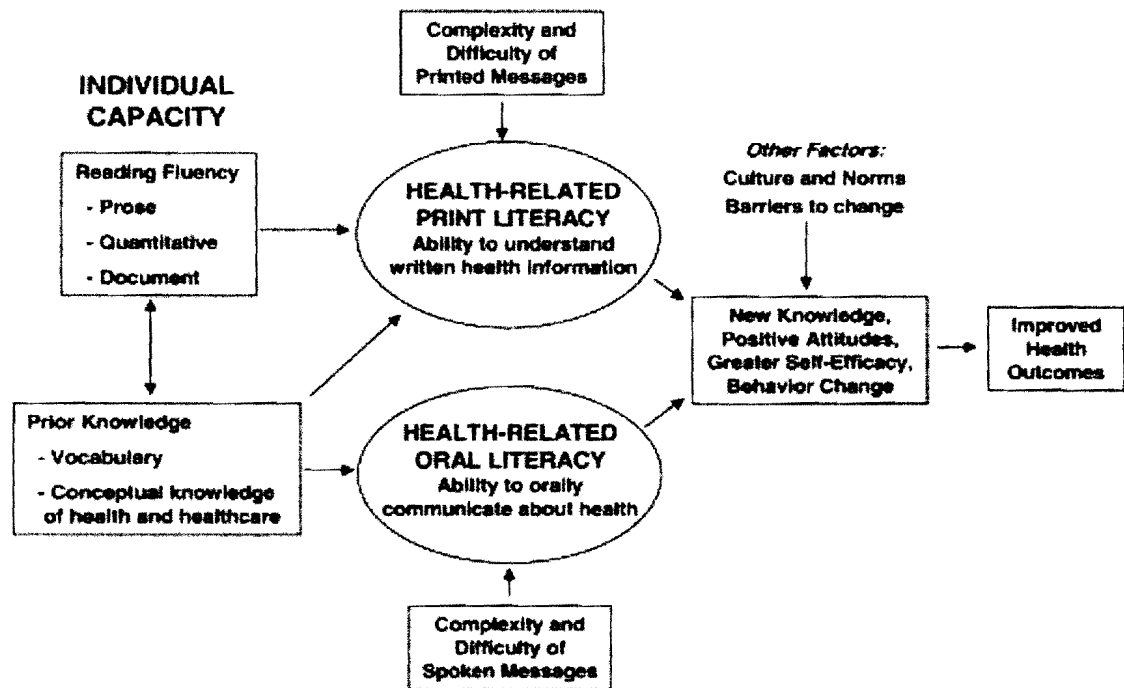 Complexity and
Difficulty of
Printed Messages
INDIVIDUAL
CAPACITY
Reading Fluency
- Prose
- Quantitative
- Document
HEALTH-RELATED
PRINT LITERACY
Ability to understand
written health information
Other Factors:
Culture and Norms
Barriers to change
New Knowledge,
Positive Attitudes,
Greater Self-Efficacy,
Behavior Change
Improved
Health
Outcomes
Prior Knowledge
- Vocabulary
- Conceptual knowledge
of health and healthcare
HEALTH-RELATED
ORAL LITERACY
Ability to orally
communicate about health
Complexity and
Difficulty of
Spoken Messages